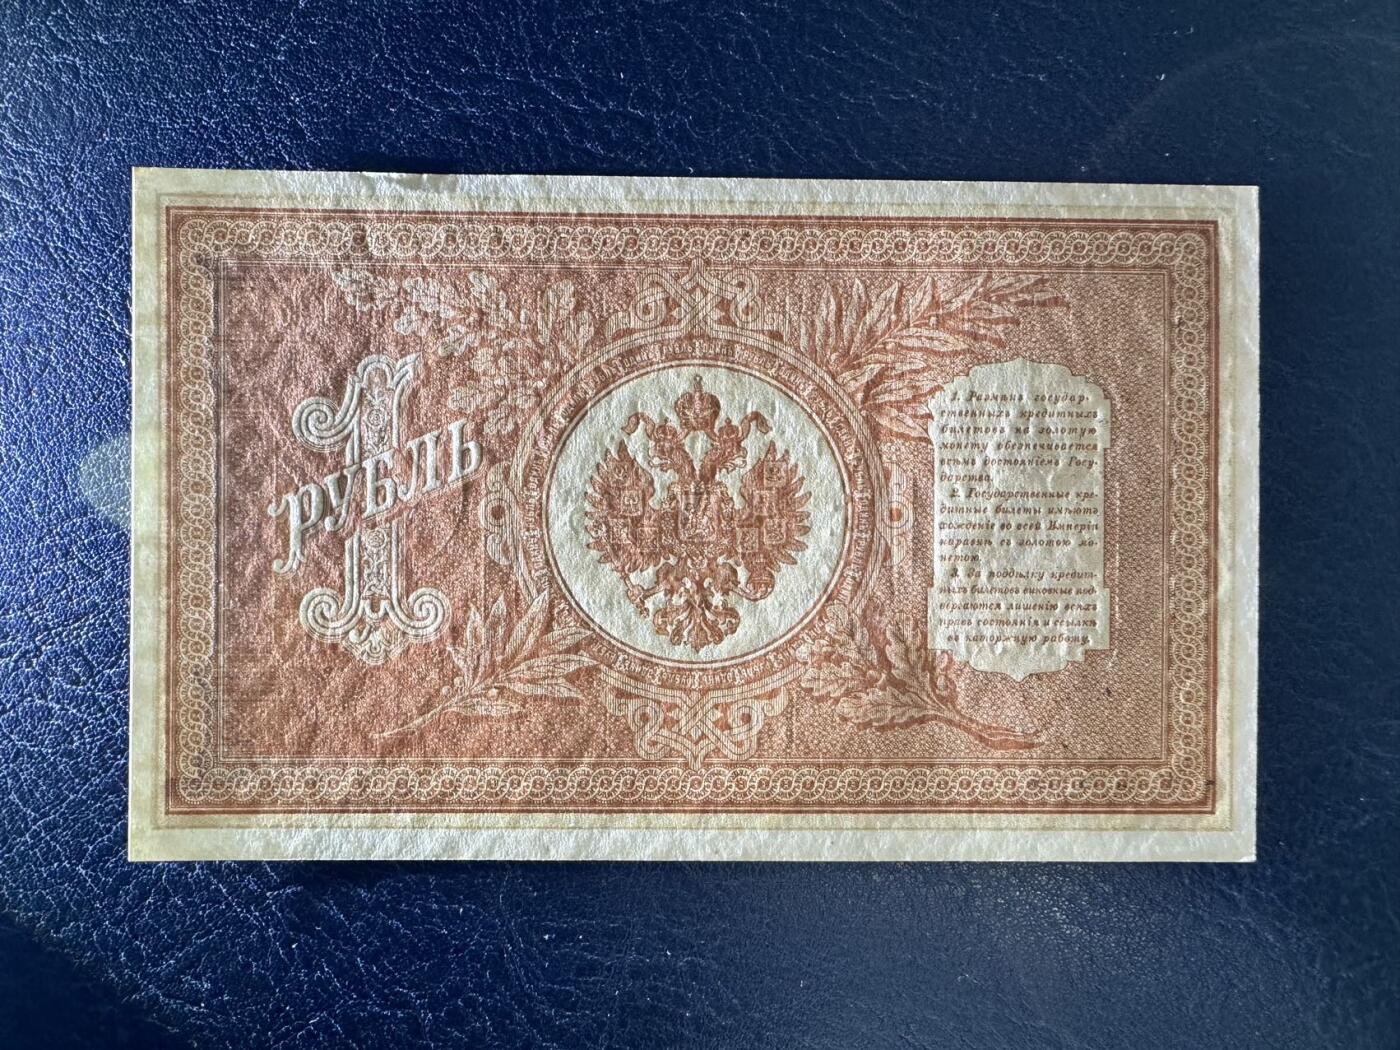 1
рубль
1. Размѣнъ государ-
ственныхъ кредитныхъ
билетовъ на золотую
монету обезпечивается
всѣмъ достояніемъ Госу-
дарства.
2. Государственные кре-
дитные билеты имѣютъ
хожденіе во всей Имперіи
наравнѣ съ золотою мо-
нетою.
3. За поддѣлку кредит-
ныхъ билетовъ виновные под-
вергаются лишенію всѣхъ
правъ состоянія и ссылкѣ
въ каторжную работу.